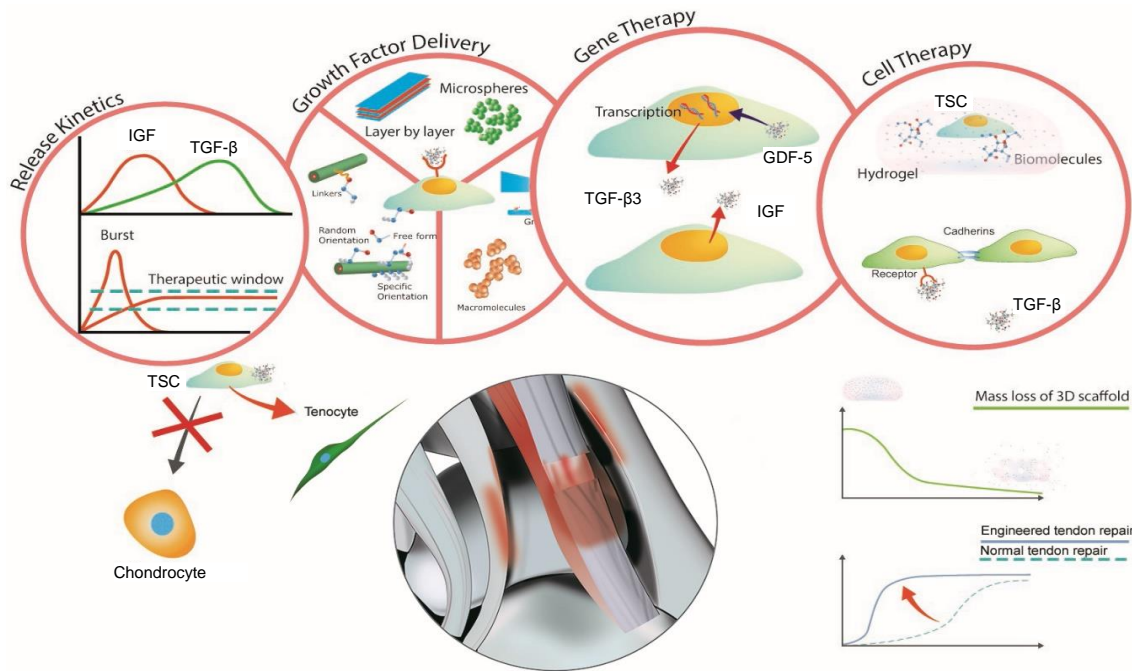 Release Kinetics
IGF
TGF-β
Burst
Therapeutic window
Growth Factor Delivery
Microspheres
Layer by layer
Linkers
Random
Orientation
Free form
Specific
Orientation
Macromolecules
Gene Therapy
Transcription
GDF-5
TGF-β3
IGF
Cell Therapy
TSC
Biomolecules
Hydrogel
Cadherins
Receptor
TGF-β
TSC
Tenocyte
Chondrocyte
Mass loss of 3D scaffold
Engineered tendon repair
Normal tendon repair